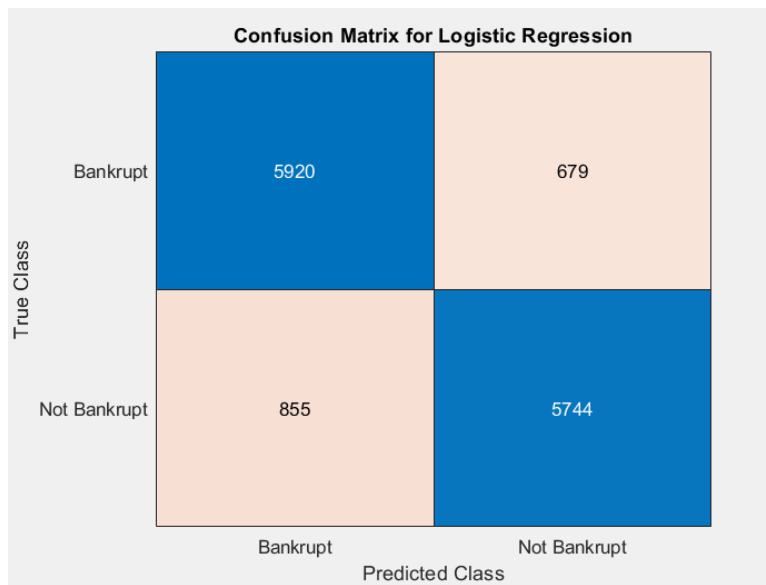 Confusion Matrix for Logistic Regression
True Class
Bankrupt
5920
679
Not Bankrupt
855
5744
Bankrupt
Not Bankrupt
Predicted Class